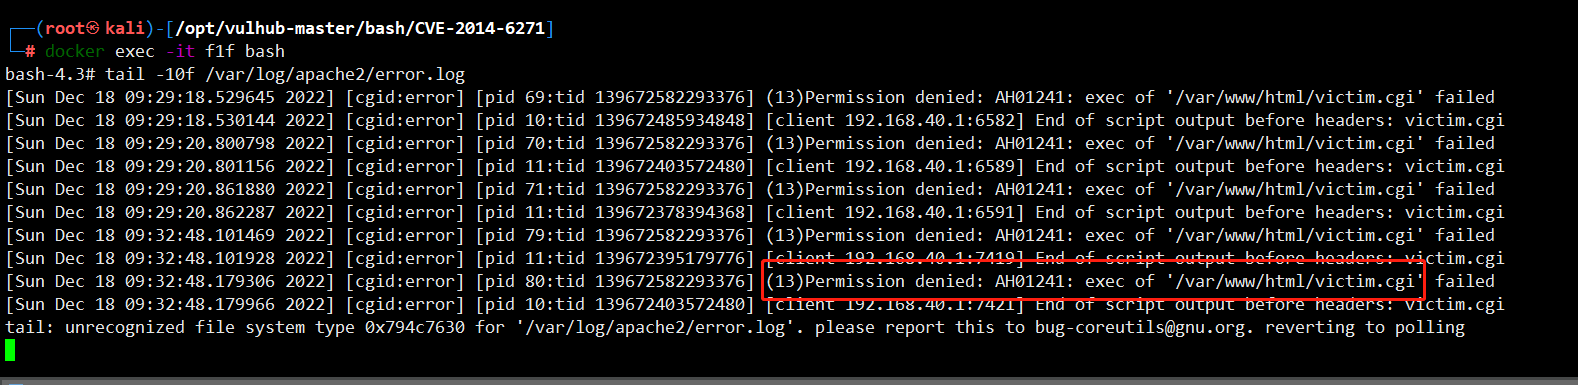 ┌──(root㉿kali)-[/opt/vulhub-master/bash/CVE-2014-6271]
└─# docker exec -it f1f bash
bash-4.3# tail -10f /var/log/apache2/error.log
[Sun Dec 18 09:29:18.529645 2022] [cgid:error] [pid 69:tid 139672582293376] (13)Permission denied: AH01241: exec of '/var/www/html/victim.cgi' failed
[Sun Dec 18 09:29:18.530144 2022] [cgid:error] [pid 10:tid 139672485934848] [client 192.168.40.1:6582] End of script output before headers: victim.cgi
[Sun Dec 18 09:29:20.800798 2022] [cgid:error] [pid 70:tid 139672582293376] (13)Permission denied: AH01241: exec of '/var/www/html/victim.cgi' failed
[Sun Dec 18 09:29:20.801156 2022] [cgid:error] [pid 11:tid 139672403572480] [client 192.168.40.1:6589] End of script output before headers: victim.cgi
[Sun Dec 18 09:29:20.861880 2022] [cgid:error] [pid 71:tid 139672582293376] (13)Permission denied: AH01241: exec of '/var/www/html/victim.cgi' failed
[Sun Dec 18 09:29:20.862287 2022] [cgid:error] [pid 11:tid 139672378394368] [client 192.168.40.1:6591] End of script output before headers: victim.cgi
[Sun Dec 18 09:32:48.101469 2022] [cgid:error] [pid 79:tid 139672582293376] (13)Permission denied: AH01241: exec of '/var/www/html/victim.cgi' failed
[Sun Dec 18 09:32:48.101928 2022] [cgid:error] [pid 11:tid 139672395179776] [client 192.168.40.1:7419] End of script output before headers: victim.cgi
[Sun Dec 18 09:32:48.179306 2022] [cgid:error] [pid 80:tid 139672582293376] (13)Permission denied: AH01241: exec of '/var/www/html/victim.cgi' failed
[Sun Dec 18 09:32:48.179966 2022] [cgid:error] [pid 10:tid 139672403572480] [client 192.168.40.1:7421] End of script output before headers: victim.cgi
tail: unrecognized file system type 0x794c7630 for '/var/log/apache2/error.log'. please report this to bug-coreutils@gnu.org. reverting to polling